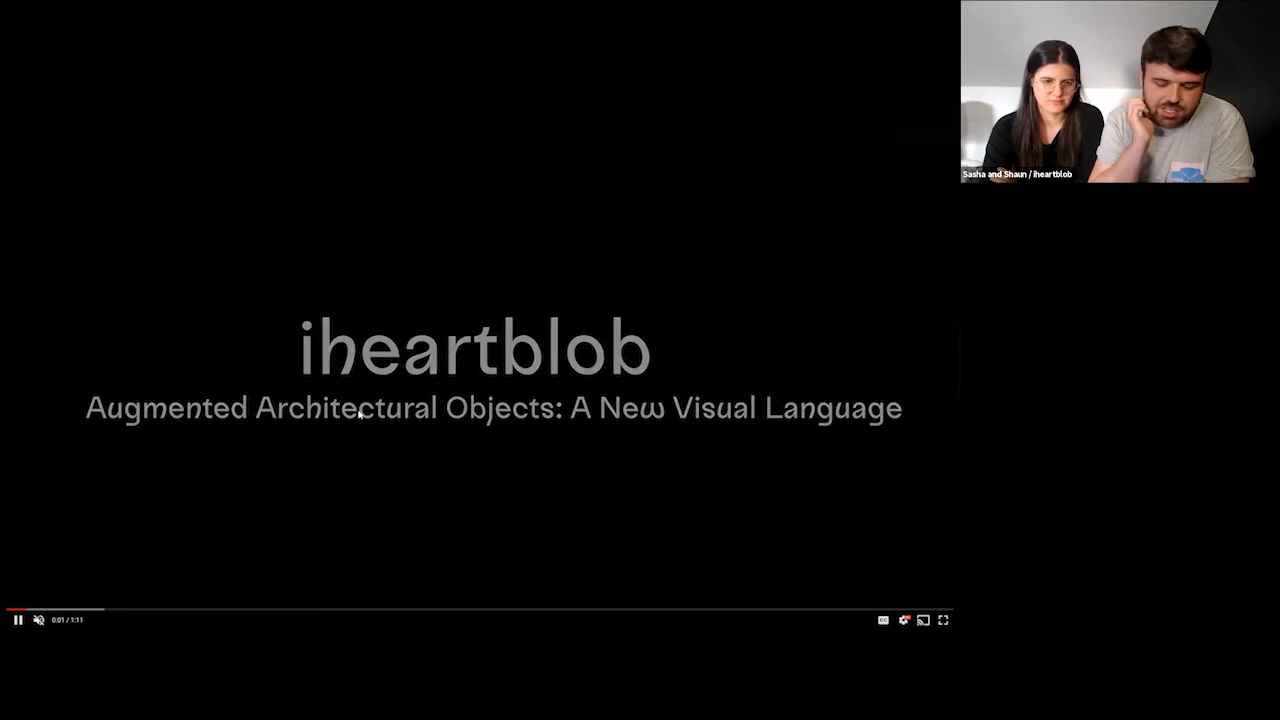 iheartblob
Augmented Architectural Objects: A New Visual Language
Sasha and Shaun / iheartblob
0:01 / 1:11